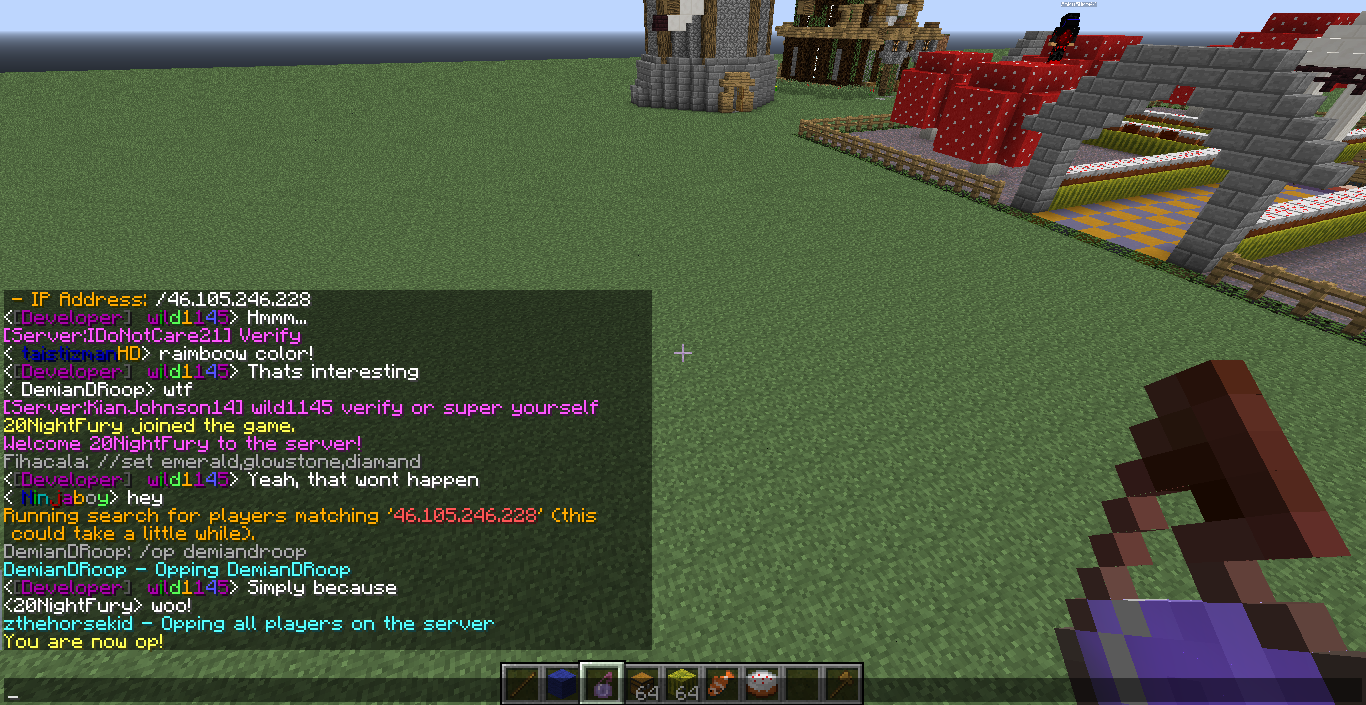 - IP Address: /46.105.246.228
<[Developer] wild1145> Hmmm...
[Server:IDoNotCare21] Verify
< taistizmanHD> raimboow color!
<[Developer] wild1145> Thats interesting
< DemianDRoop> wtf
[Server:KianJohnson14] wild1145 verify or super yourself
20NightFury joined the game.
Welcome 20NightFury to the server!
Fihacala: //set emerald,glowstone,diamand
<[Developer] wild1145> Yeah, that wont happen
< Ninjaboy> hey
Running search for players matching '46.105.246.228' (this
could take a little while).
DemianDRoop: /op demiandroop
DemianDRoop - Opping DemianDRoop
<[Developer] wild1145> Simply because
<20NightFury> woo!
zthehorsekid - Opping all players on the server
You are now op!
_
64 64